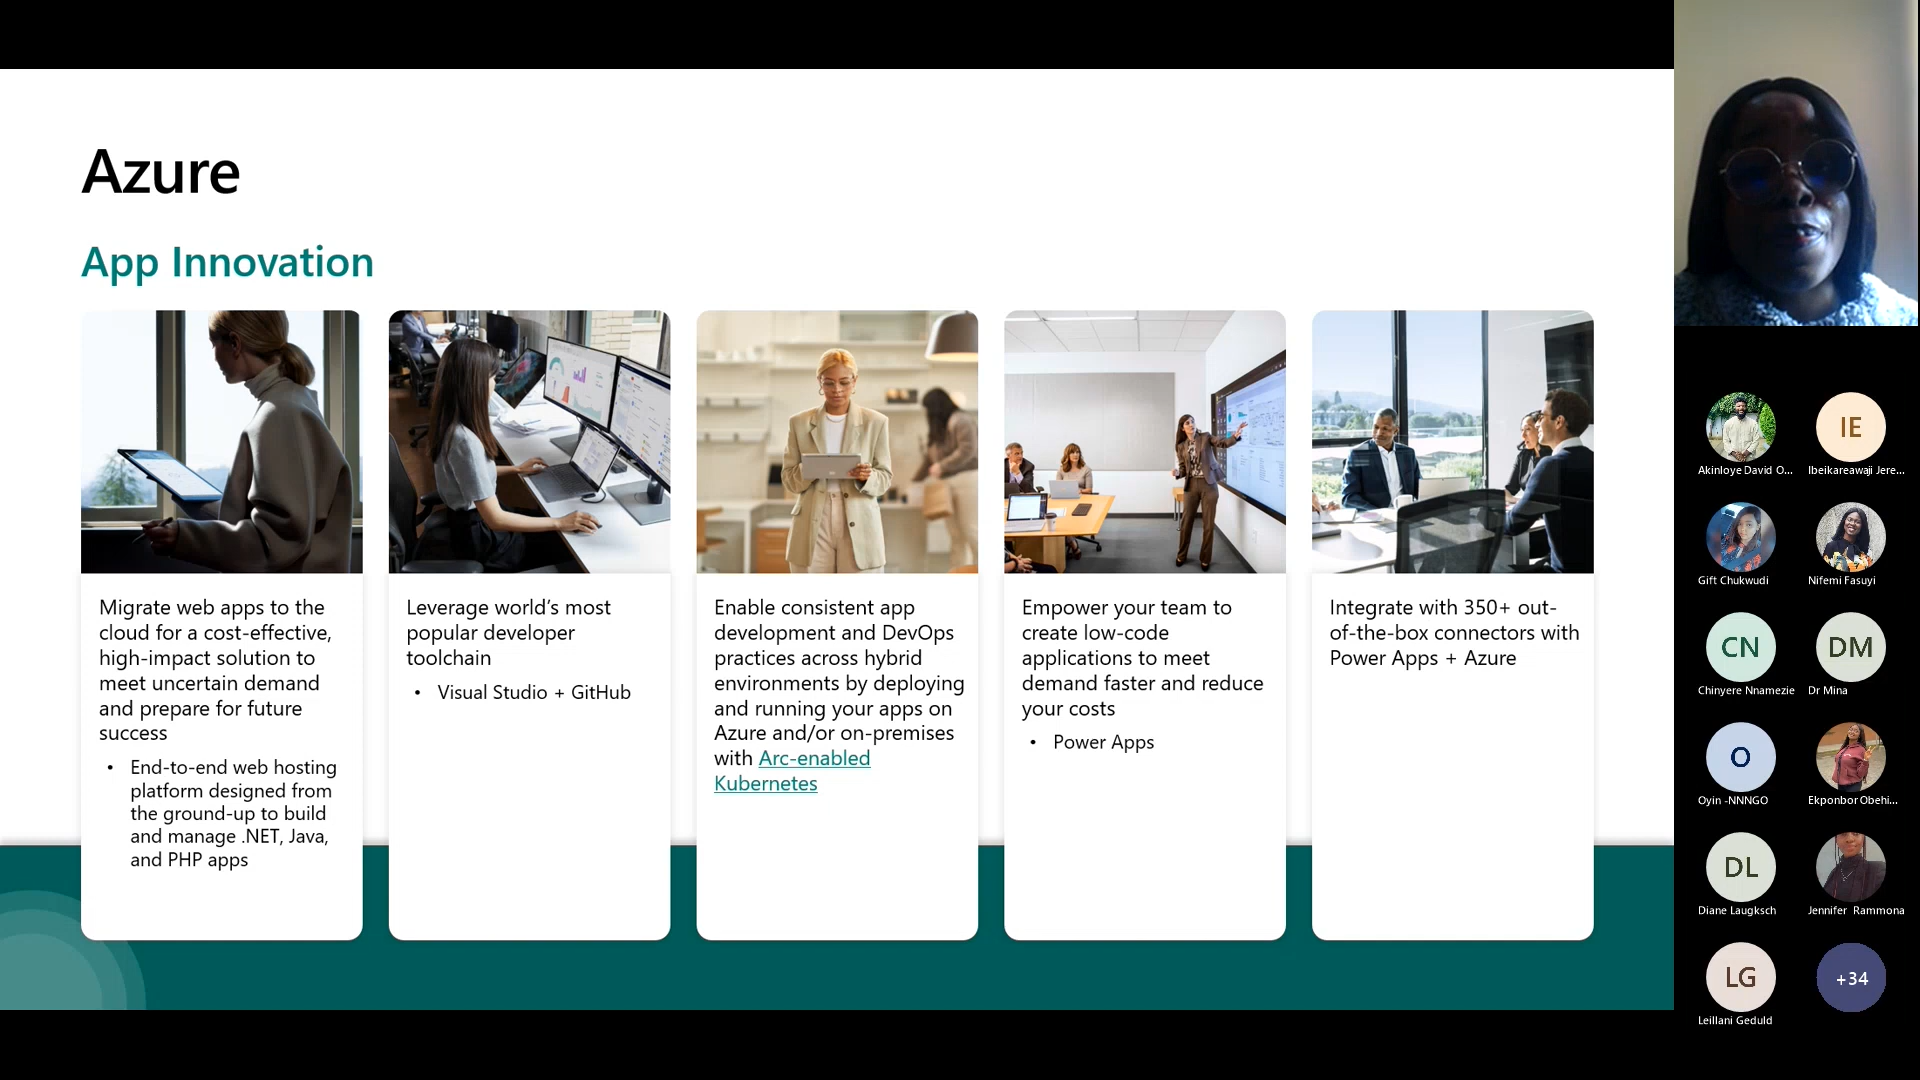 Azure
App Innovation
Migrate web apps to the
cloud for a cost-effective,
high-impact solution to
meet uncertain demand
and prepare for future
success
• End-to-end web hosting
platform designed from
the ground-up to build
and manage .NET, Java,
and PHP apps
Leverage world’s most
popular developer
toolchain
• Visual Studio + GitHub
Enable consistent app
development and DevOps
practices across hybrid
environments by deploying
and running your apps on
Azure and/or on-premises
with Arc-enabled
Kubernetes
Empower your team to
create low-code
applications to meet
demand faster and reduce
your costs
• Power Apps
Integrate with 350+ out-
of-the-box connectors with
Power Apps + Azure
Akinloye David O...
IE
Ibeikareawaji Jere...
Gift Chukwudi
Nifemi Fasuyi
CN
Chinyere Nnamezie
DM
Dr Mina
O
Oyin -NNNGO
Ekponbor Obehi...
DL
Diane Laugksch
Jennifer Rammona
LG
Leillani Geduld
+34